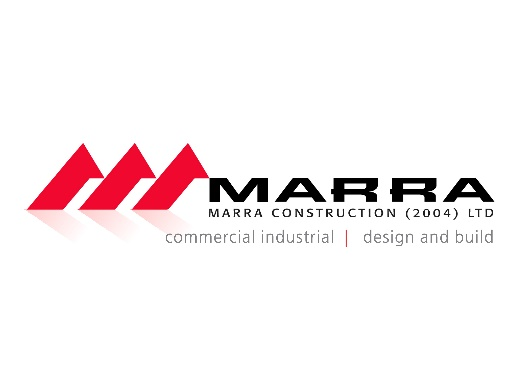 MARRA
MARRA CONSTRUCTION (2004) LTD
commercial industrial | design and build